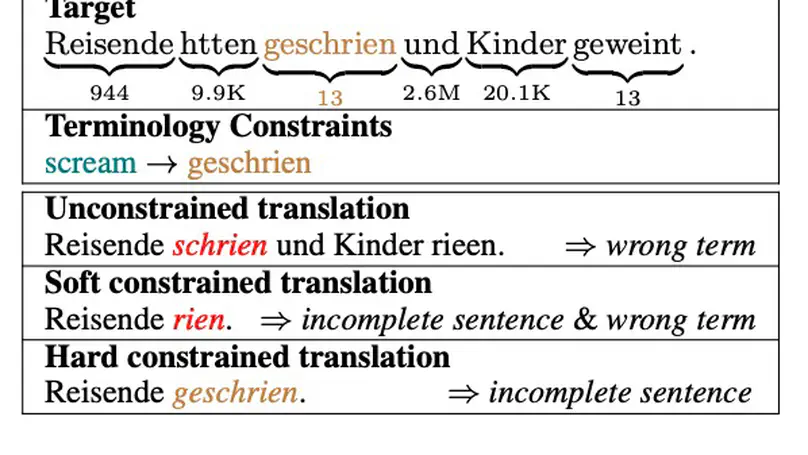 Target
Reisende htten geschrien und Kinder geweint .
944 9.9K 13 2.6M 20.1K 13
Terminology Constraints
scream → geschrien
Unconstrained translation
Reisende schrien und Kinder rieen. ⇒ wrong term
Soft constrained translation
Reisende rien. ⇒ incomplete sentence & wrong term
Hard constrained translation
Reisende geschrien. ⇒ incomplete sentence